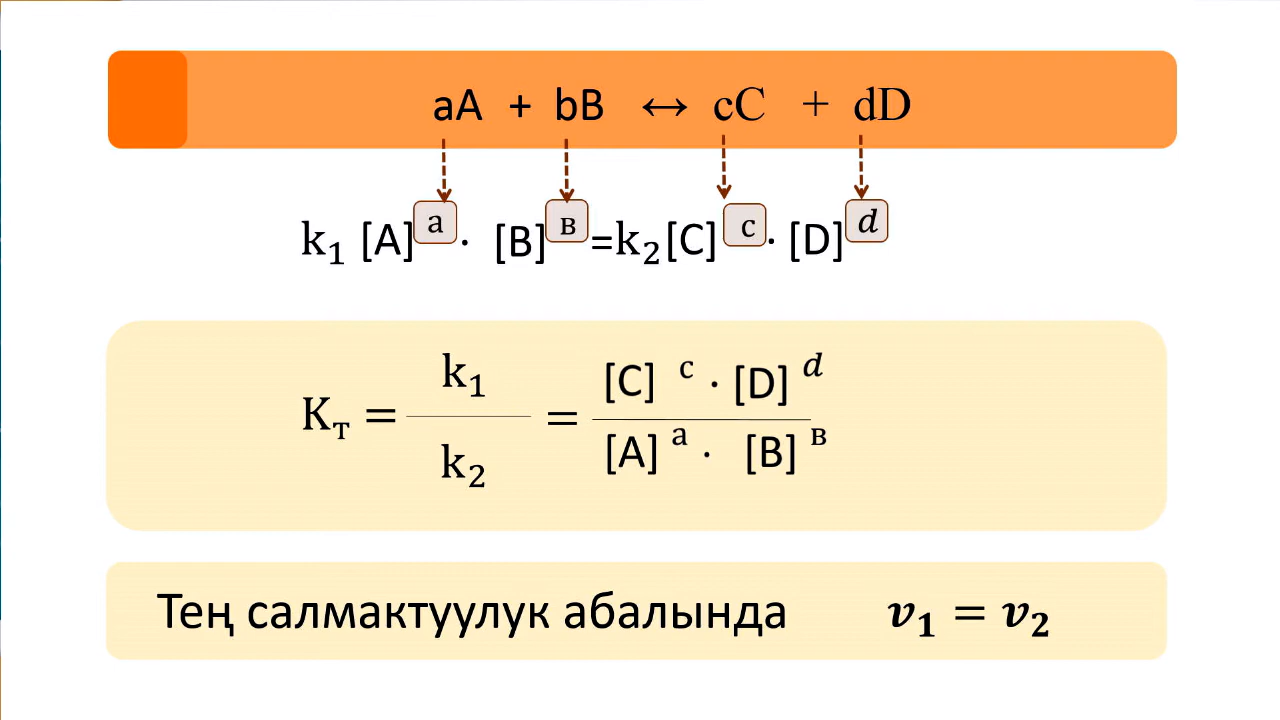 aA + bB ↔ cC + dD
k₁ [A]ᵃ · [B]ᵇ =k₂[C]ᶜ · [D]ᵈ
Kт = k₁ / k₂ = [C]ᶜ · [D]ᵈ / [A]ᵃ · [B]ᵇ
Тең салмактуулук абалында v₁ = v₂